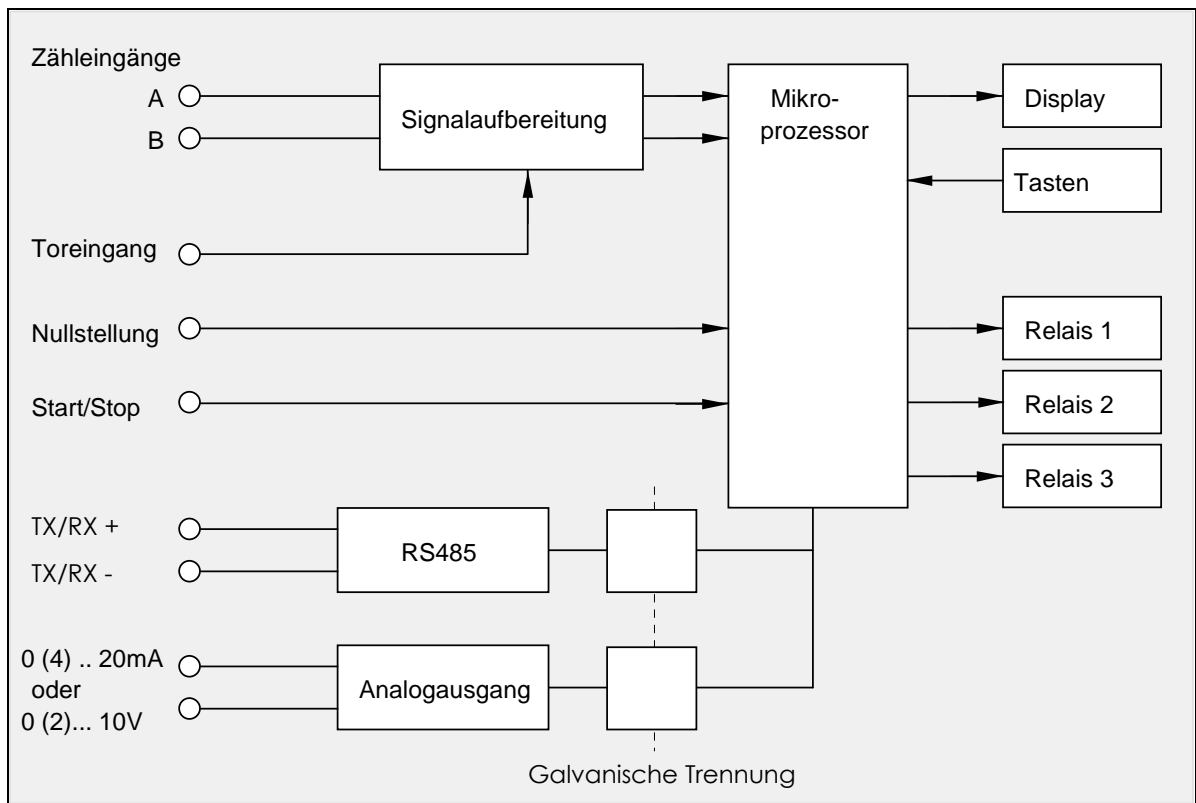 Zähleingänge
A
B
Signalaufbereitung
Mikro-
prozessor
Display
Tasten
Toreingang
Nullstellung
Start/Stop
Relais 1
Relais 2
Relais 3
TX/RX +
TX/RX -
RS485
0 (4) .. 20mA
oder
0 (2)... 10V
Analogausgang
Galvanische Trennung